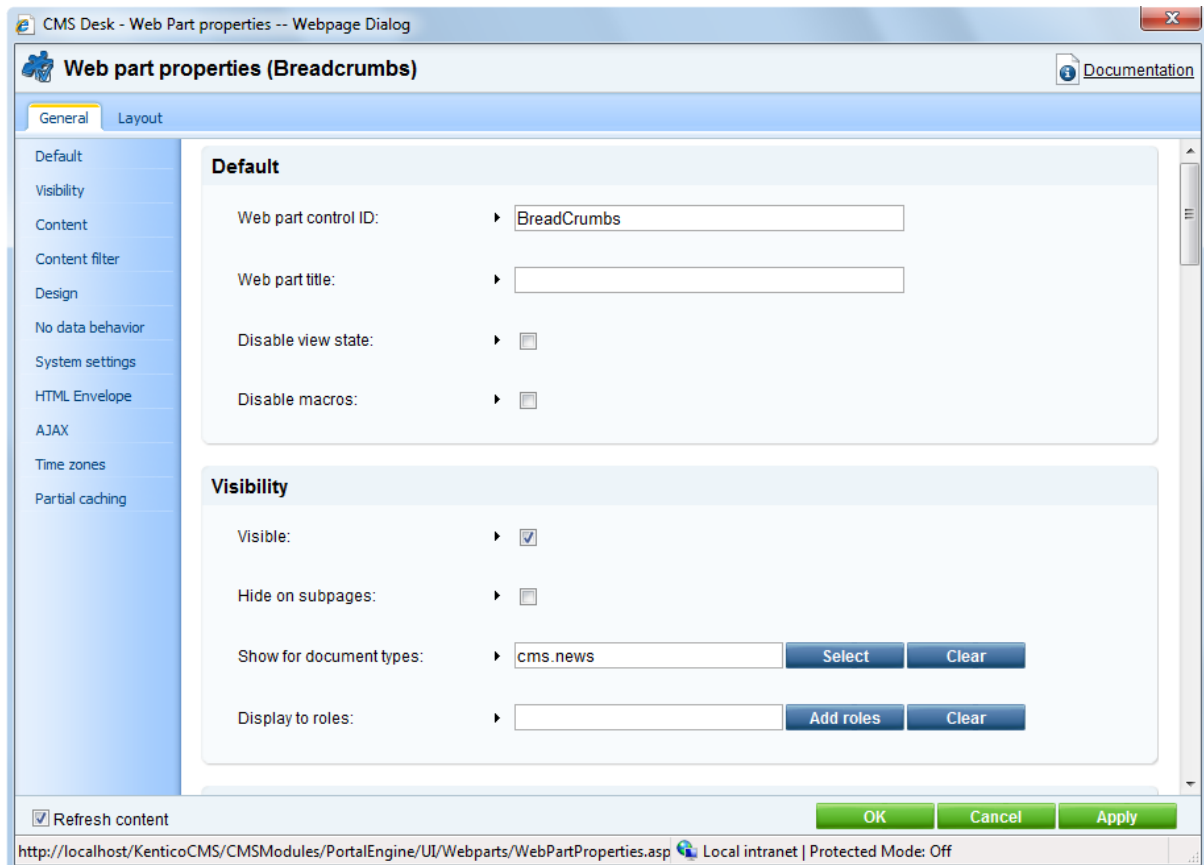 CMS Desk - Web Part properties -- Webpage Dialog
X
Web part properties (Breadcrumbs)
Documentation
General Layout
Default
Visibility
Content
Content filter
Design
No data behavior
System settings
HTML Envelope
AJAX
Time zones
Partial caching
Default
Web part control ID: BreadCrumbs
Web part title:
Disable view state:
Disable macros:
Visibility
Visible:
Hide on subpages:
Show for document types: cms.news Select Clear
Display to roles: Add roles Clear
Refresh content OK Cancel Apply
http://localhost/KenticoCMS/CMSModules/PortalEngine/UI/Webparts/WebPartProperties.asp Local intranet | Protected Mode: Off